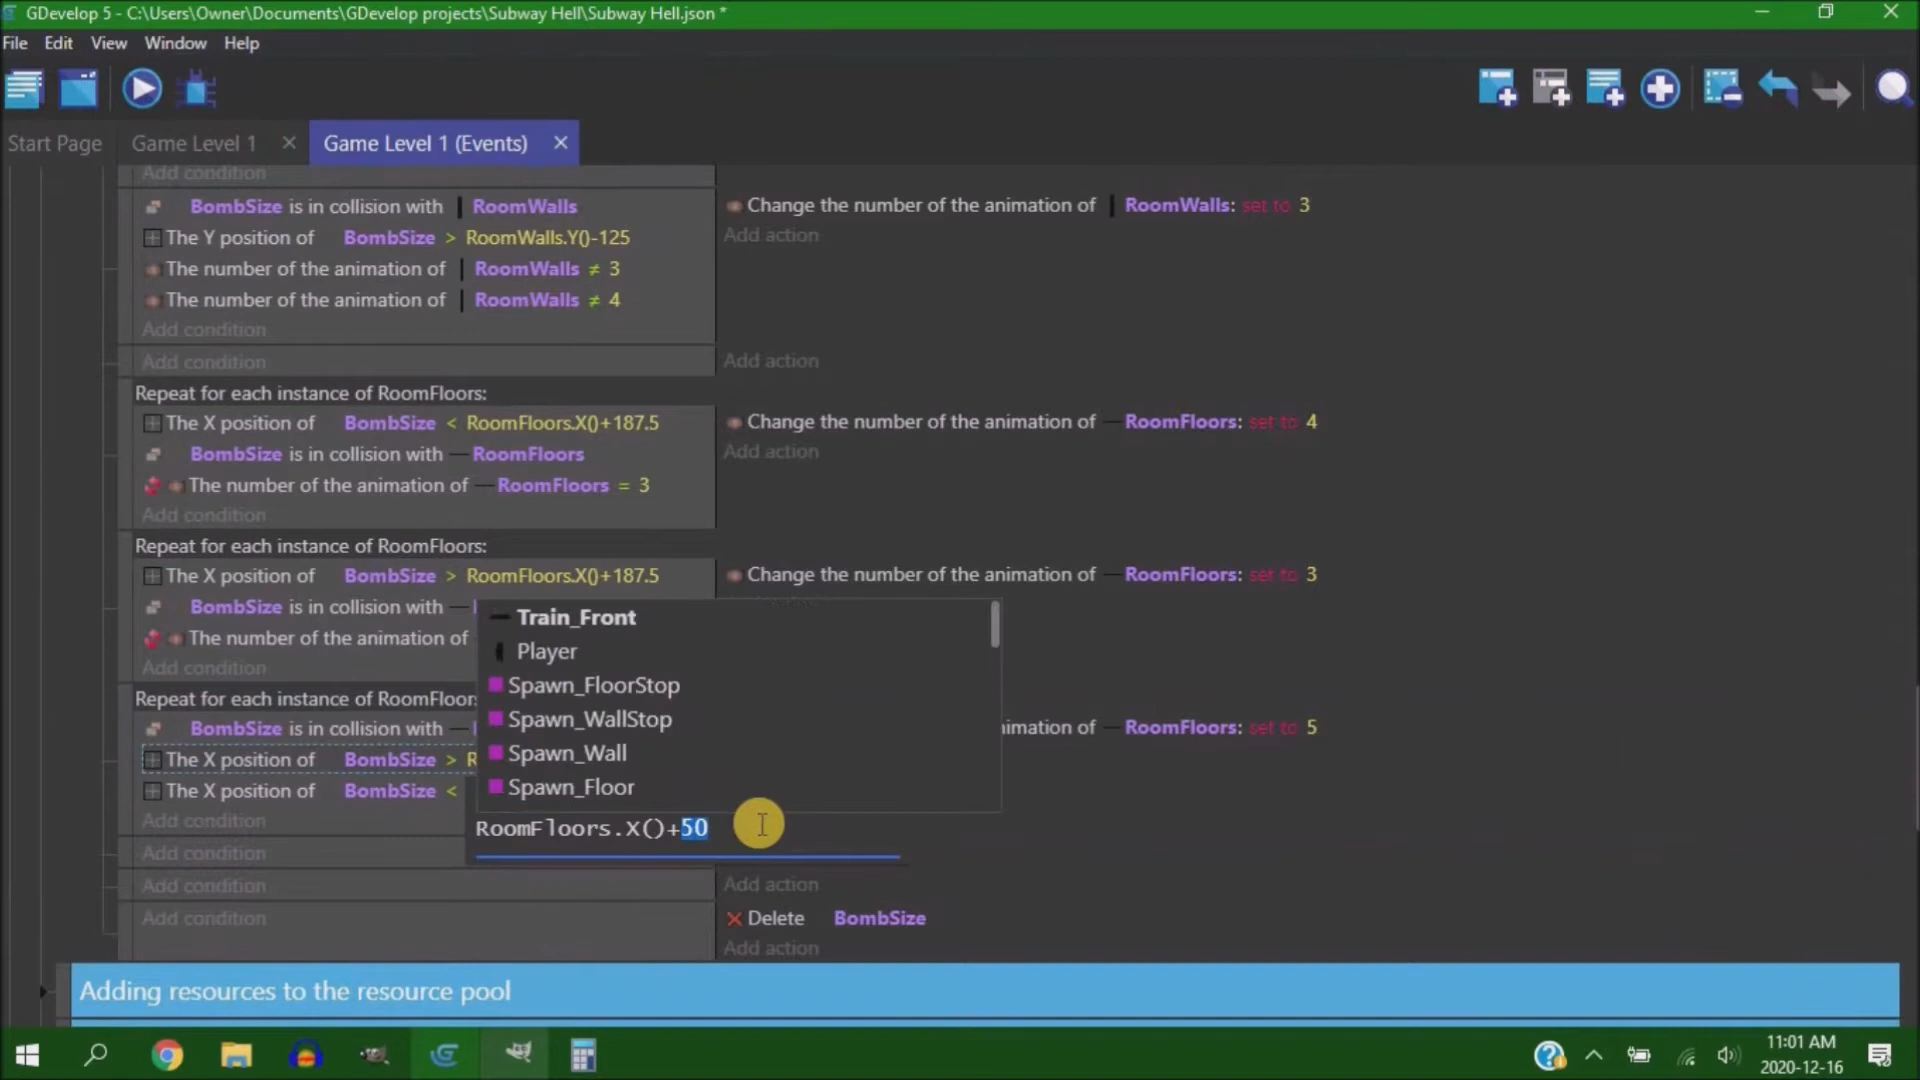 GDevelop 5 - C:\Users\Owner\Documents\GDevelop projects\Subway Hell\Subway Hell.json *
File Edit View Window Help
Start Page Game Level 1 Game Level 1 (Events)
Add condition
BombSize is in collision with RoomWalls Change the number of the animation of RoomWalls: set to 3
The Y position of BombSize > RoomWalls.Y()-125 Add action
The number of the animation of RoomWalls ≠ 3
The number of the animation of RoomWalls ≠ 4
Add condition
Add condition Add action
Repeat for each instance of RoomFloors:
The X position of BombSize < RoomFloors.X()+187.5 Change the number of the animation of RoomFloors: set to 4
BombSize is in collision with RoomFloors Add action
The number of the animation of RoomFloors = 3
Add condition
Repeat for each instance of RoomFloors:
The X position of BombSize > RoomFloors.X()+187.5 Change the number of the animation of RoomFloors: set to 3
BombSize is in collision with
Train_Front
The number of the animation of
Player
Add condition
Spawn_FloorStop
Repeat for each instance of RoomFloors
Spawn_WallStop
BombSize is in collision with imation of RoomFloors: set to 5
The X position of BombSize > R
Spawn_Wall
The X position of BombSize <
Spawn_Floor
Add condition
RoomFloors.X()+50
Add condition
Add condition Add action
Add condition Delete BombSize
Add action
Adding resources to the resource pool
11:01 AM
2020-12-16